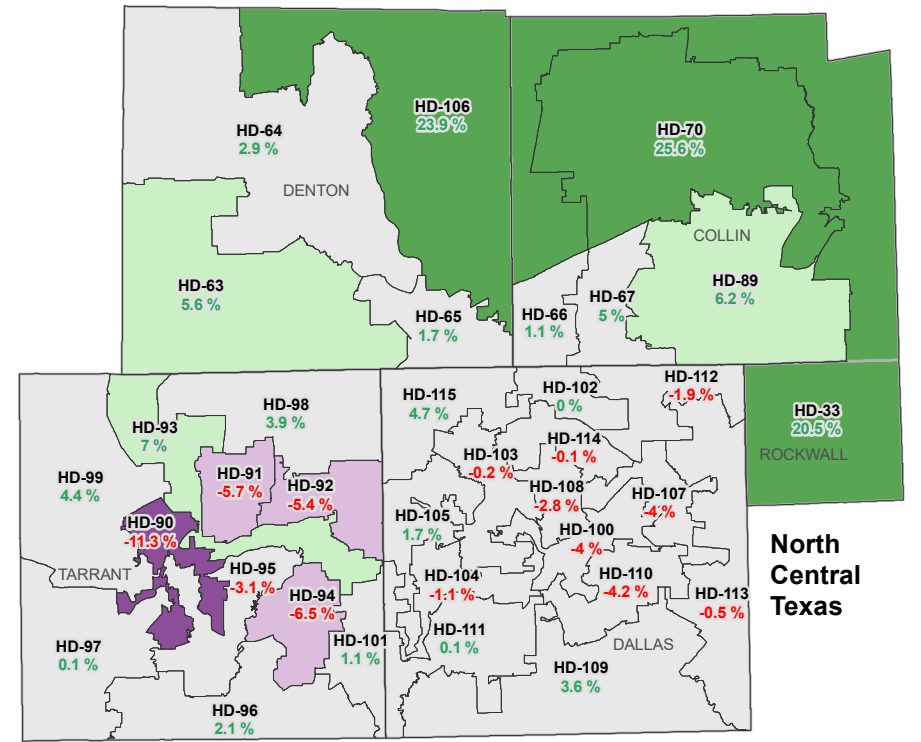 HD-106
23.9 %
HD-64
2.9 %
HD-70
25.6 %
DENTON
COLLIN
HD-63
5.6 %
HD-89
6.2 %
HD-65
1.7 %
HD-66
1.1 %
HD-67
5 %
HD-112
-1.9 %
HD-115
4.7 %
HD-102
0 %
HD-98
3.9 %
HD-33
20.5 %
ROCKWALL
HD-93
7 %
HD-114
-0.1 %
HD-103
-0.2 %
HD-99
4.4 %
HD-91
-5.7 %
HD-92
-5.4 %
HD-108
-2.8 %
HD-107
-4 %
HD-90
-11.3 %
HD-105
1.7 %
HD-100
-4 %
North
Central
Texas
TARRANT
HD-95
-3.1 %
HD-104
-1.1 %
HD-110
-4.2 %
HD-94
-6.5 %
HD-113
-0.5 %
HD-97
0.1 %
HD-101
1.1 %
HD-111
0.1 %
DALLAS
HD-109
3.6 %
HD-96
2.1 %